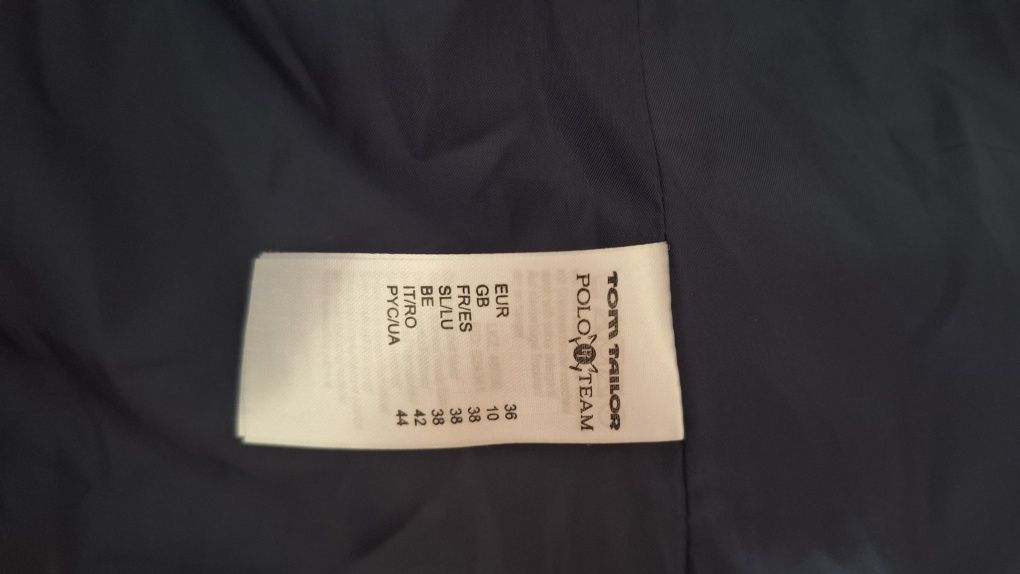 TOM TAILOR
POLO TEAM
EUR 36
GB 10
FR/ES 38
SL/LU 38
BE 38
IT/RO 42
PYC/UA 44